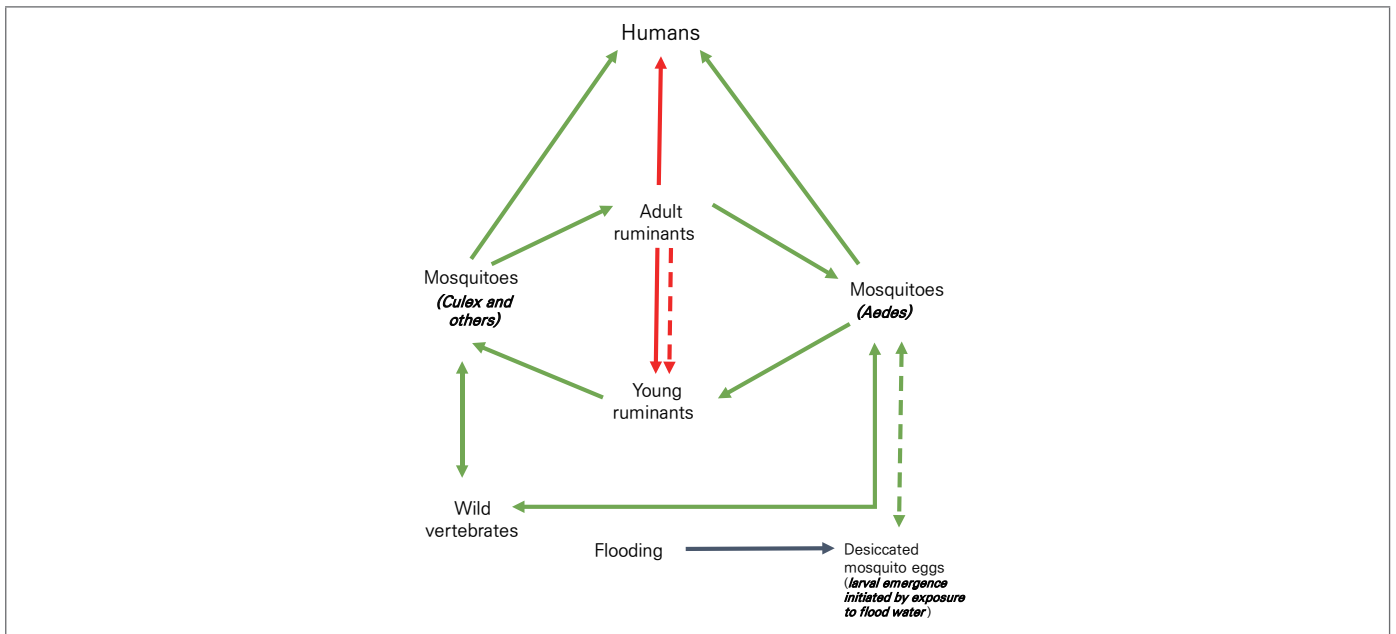 Humans
Adult
ruminants
Mosquitoes
(Culex and
others)
Mosquitoes
(Aedes)
Young
ruminants
Wild
vertebrates
Flooding
Desiccated
mosquito eggs
(larval emergence
initiated by exposure
to flood water)